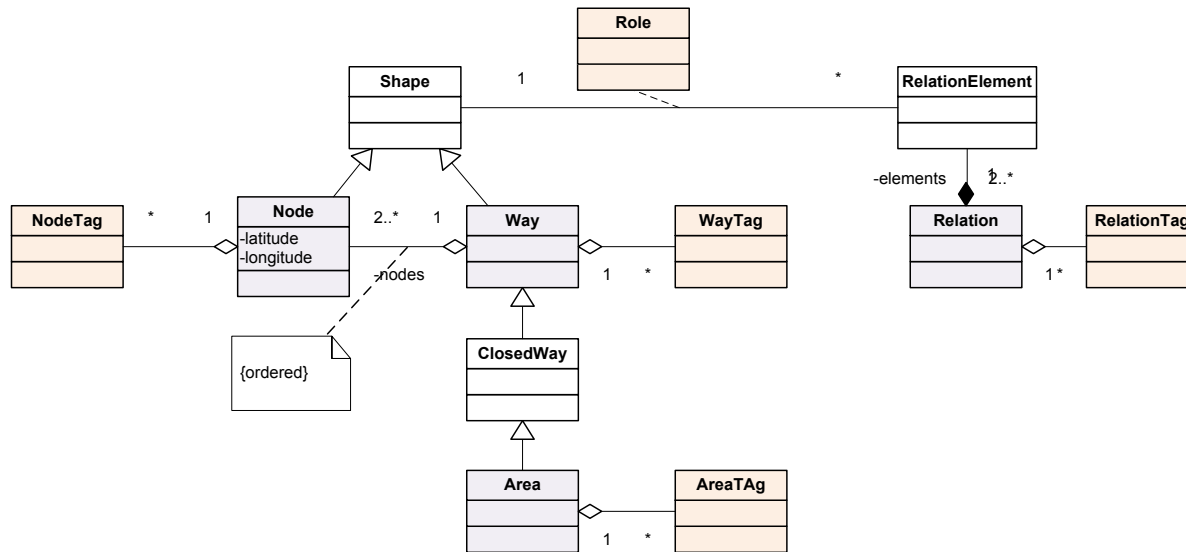 Role
Shape
1
*
RelationElement
-elements
1
2..*
NodeTag
*
1
Node
-latitude
-longitude
2..*
1
-nodes
Way
1
*
WayTag
Relation
1
*
RelationTag
{ordered}
ClosedWay
Area
1
*
AreaTAg